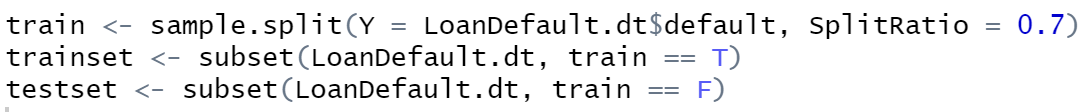 train <- sample.split(Y = LoanDefault.dt$default, SplitRatio = 0.7)
trainset <- subset(LoanDefault.dt, train == T)
testset <- subset(LoanDefault.dt, train == F)